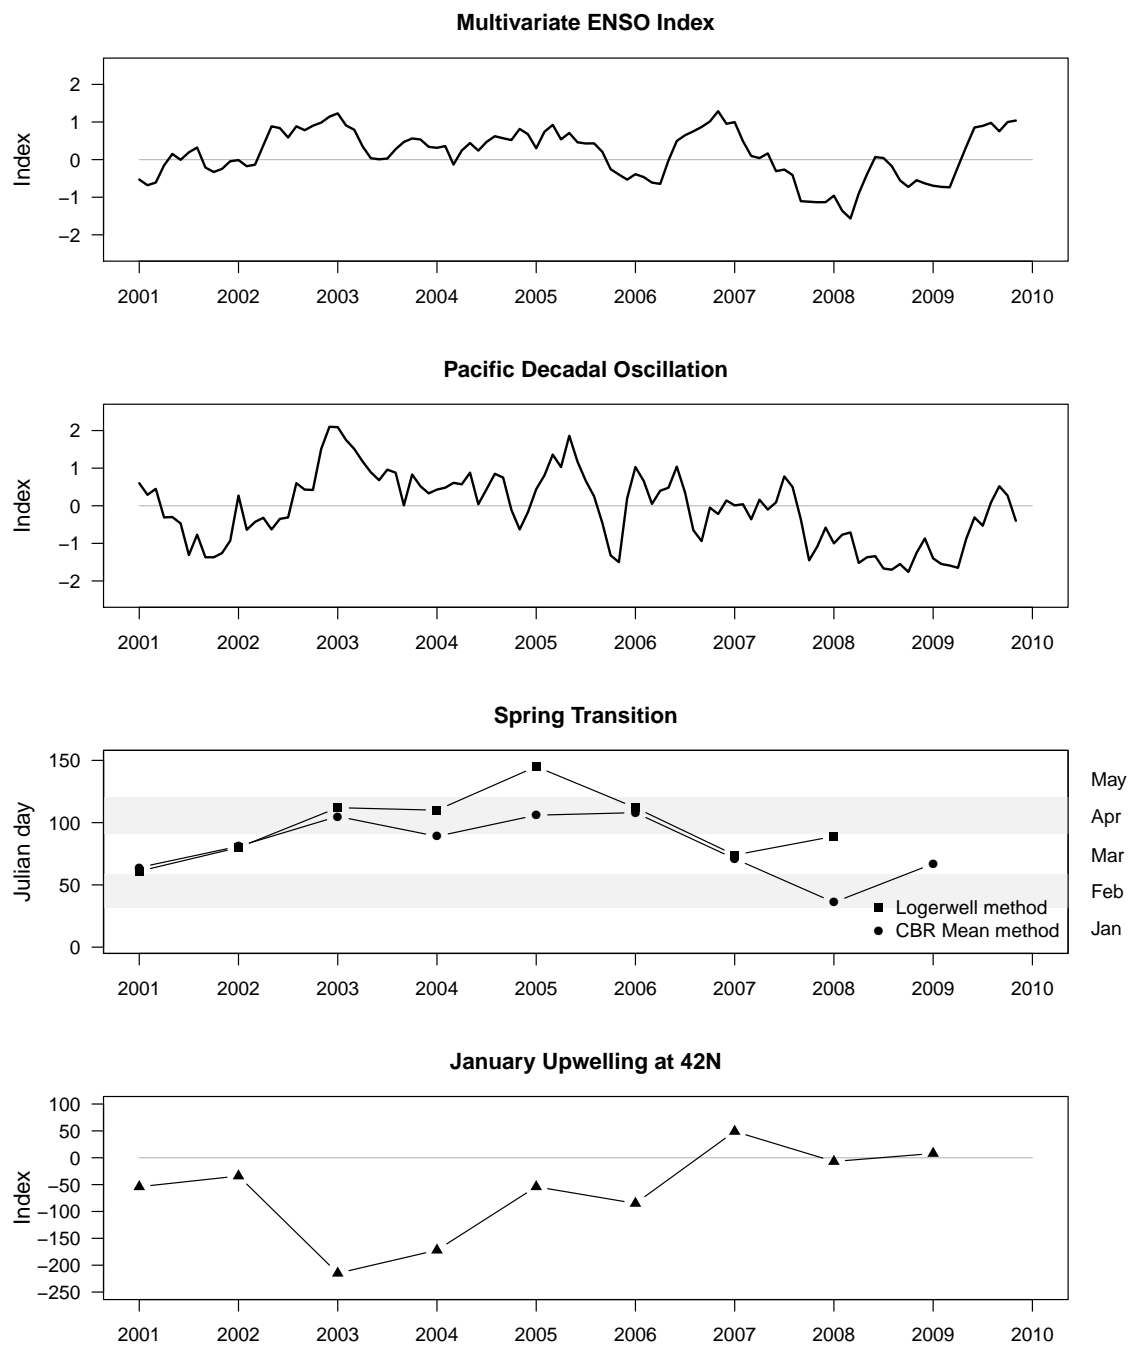 Multivariate ENSO Index
Index
2
1
0
−1
−2
2001 2002 2003 2004 2005 2006 2007 2008 2009 2010
Pacific Decadal Oscillation
Index
2
1
0
−1
−2
2001 2002 2003 2004 2005 2006 2007 2008 2009 2010
Spring Transition
Julian day
150
100
50
0
May
Apr
Mar
Feb
Jan
Logerwell method
CBR Mean method
2001 2002 2003 2004 2005 2006 2007 2008 2009 2010
January Upwelling at 42N
Index
100
50
0
−50
−100
−150
−200
−250
2001 2002 2003 2004 2005 2006 2007 2008 2009 2010